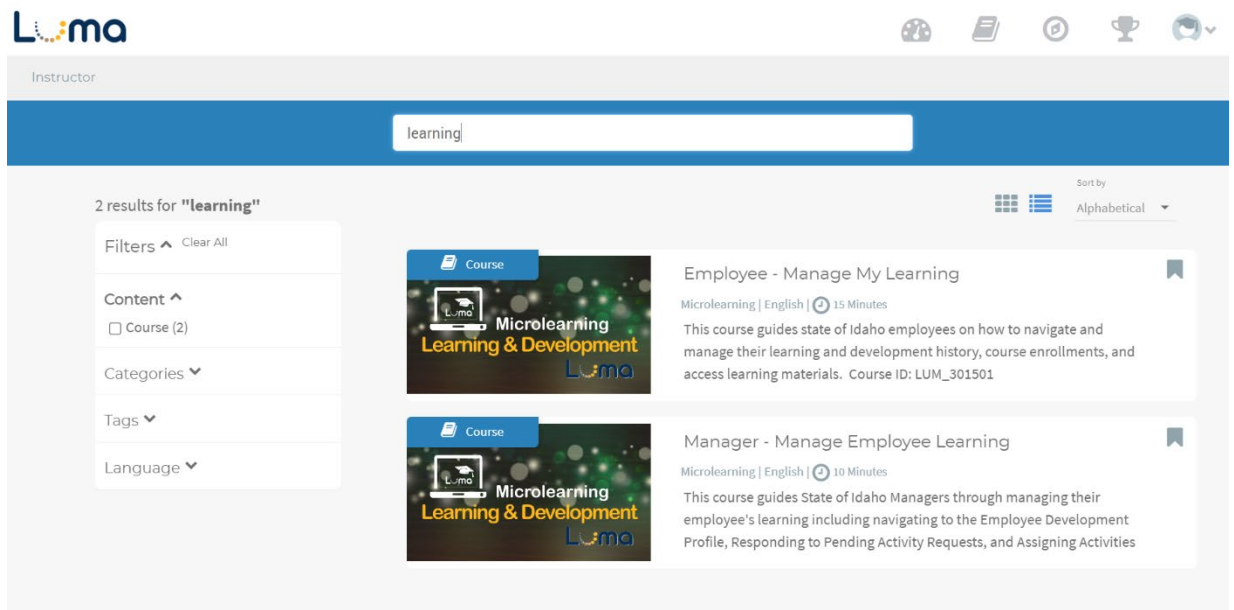 Luma
Instructor
learning
Sort by
Alphabetical
2 results for "learning"
Filters Clear All
Content
Course (2)
Categories
Tags
Language
Course
Luma
Microlearning
Learning & Development
Luma
Employee - Manage My Learning
Microlearning | English | 15 Minutes
This course guides state of Idaho employees on how to navigate and
manage their learning and development history, course enrollments, and
access learning materials. Course ID: LUM_301501
Course
Luma
Microlearning
Learning & Development
Luma
Manager - Manage Employee Learning
Microlearning | English | 10 Minutes
This course guides State of Idaho Managers through managing their
employee's learning including navigating to the Employee Development
Profile, Responding to Pending Activity Requests, and Assigning Activities